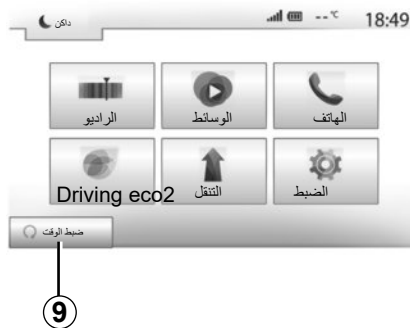 داكن
--°C 18:49
الراديو
الوسائط
الهاتف
Driving eco2
التنقل
الضبط
ضبط الوقت
9